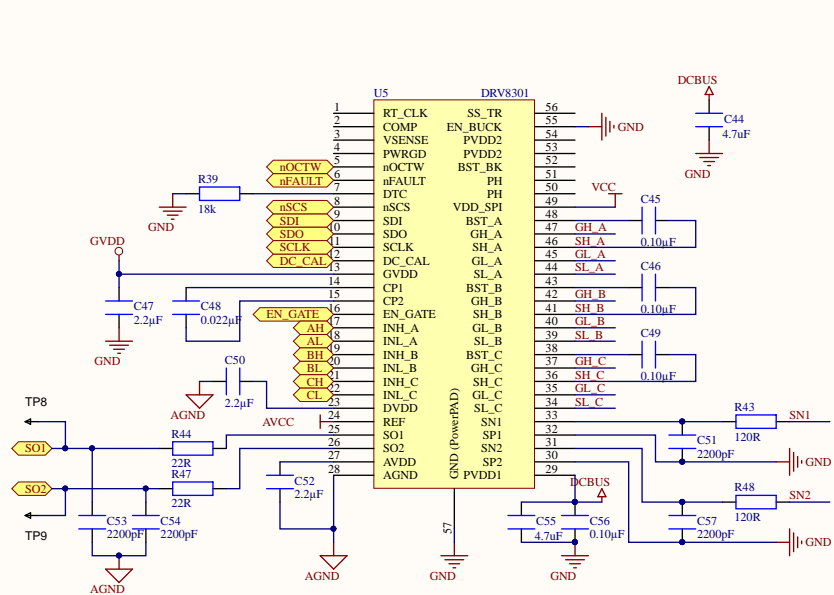 U5
DRV8301
DCBUS
C44
4.7uF
GND
1 RT_CLK SS_TR 56
2 COMP EN_BUCK 55 GND
3 VSENSE PVDD2 54
4 PWRGD PVDD2 53
nOCTW 5 nOCTW BST_BK 52
nFAULT 6 nFAULT PH 51
R39
18k
GND
7 DTC PH 50
VCC
nSCS 8 nSCS VDD_SPI 49
SDI 9 SDI BST_A 48
C45
0.10µF
SDO 10 SDO GH_A 47 GH_A
SCLK 11 SCLK SH_A 46 SH_A
DC_CAL 12 DC_CAL GL_A 45 GL_A
GVDD
13 GVDD SL_A 44 SL_A
14 CP1 BST_B 43
C46
0.10µF
15 CP2 GH_B 42 GH_B
C47
2.2µF
GND
C48
0.022uF
EN_GATE 16 EN_GATE SH_B 41 SH_B
AH 17 INH_A GL_B 40 GL_B
AL 18 INL_A SL_B 39 SL_B
BH 19 INH_B BST_C 38
C49
0.10µF
BL 20 INL_B GH_C 37 GH_C
CH 21 INH_C SH_C 36 SH_C
CL 22 INL_C GL_C 35 GL_C
C50
2.2µF
AGND
23 DVDD SL_C 34 SL_C
AVCC 24 REF SN1 33
R43
120R
SN1
25 SO1 SP1 32
C51
2200pF
GND
26 SO2 SN2 31
27 AVDD SP2 30
28 AGND PVDD1 29
GND (PowerPAD)
57
GND
TP8
SO1
R44
22R
SO2
R47
22R
TP9
C53
2200pF
C54
2200pF
AGND
C52
2.2µF
AGND
DCBUS
C55
4.7uF
C56
0.10µF
GND
R48
120R
SN2
C57
2200pF
GND